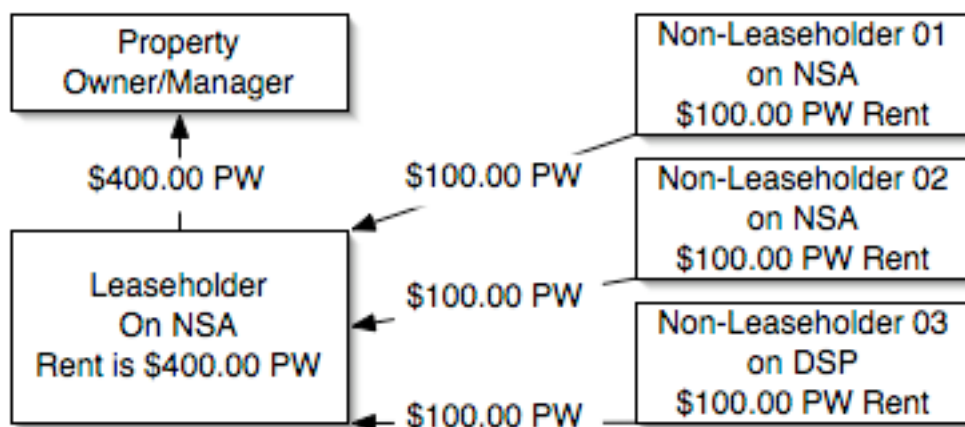 Property
Owner/Manager
$400.00 PW
Leaseholder
On NSA
Rent is $400.00 PW
Non-Leaseholder 01
on NSA
$100.00 PW Rent
$100.00 PW
Non-Leaseholder 02
on NSA
$100.00 PW Rent
$100.00 PW
Non-Leaseholder 03
on DSP
$100.00 PW Rent
$100.00 PW